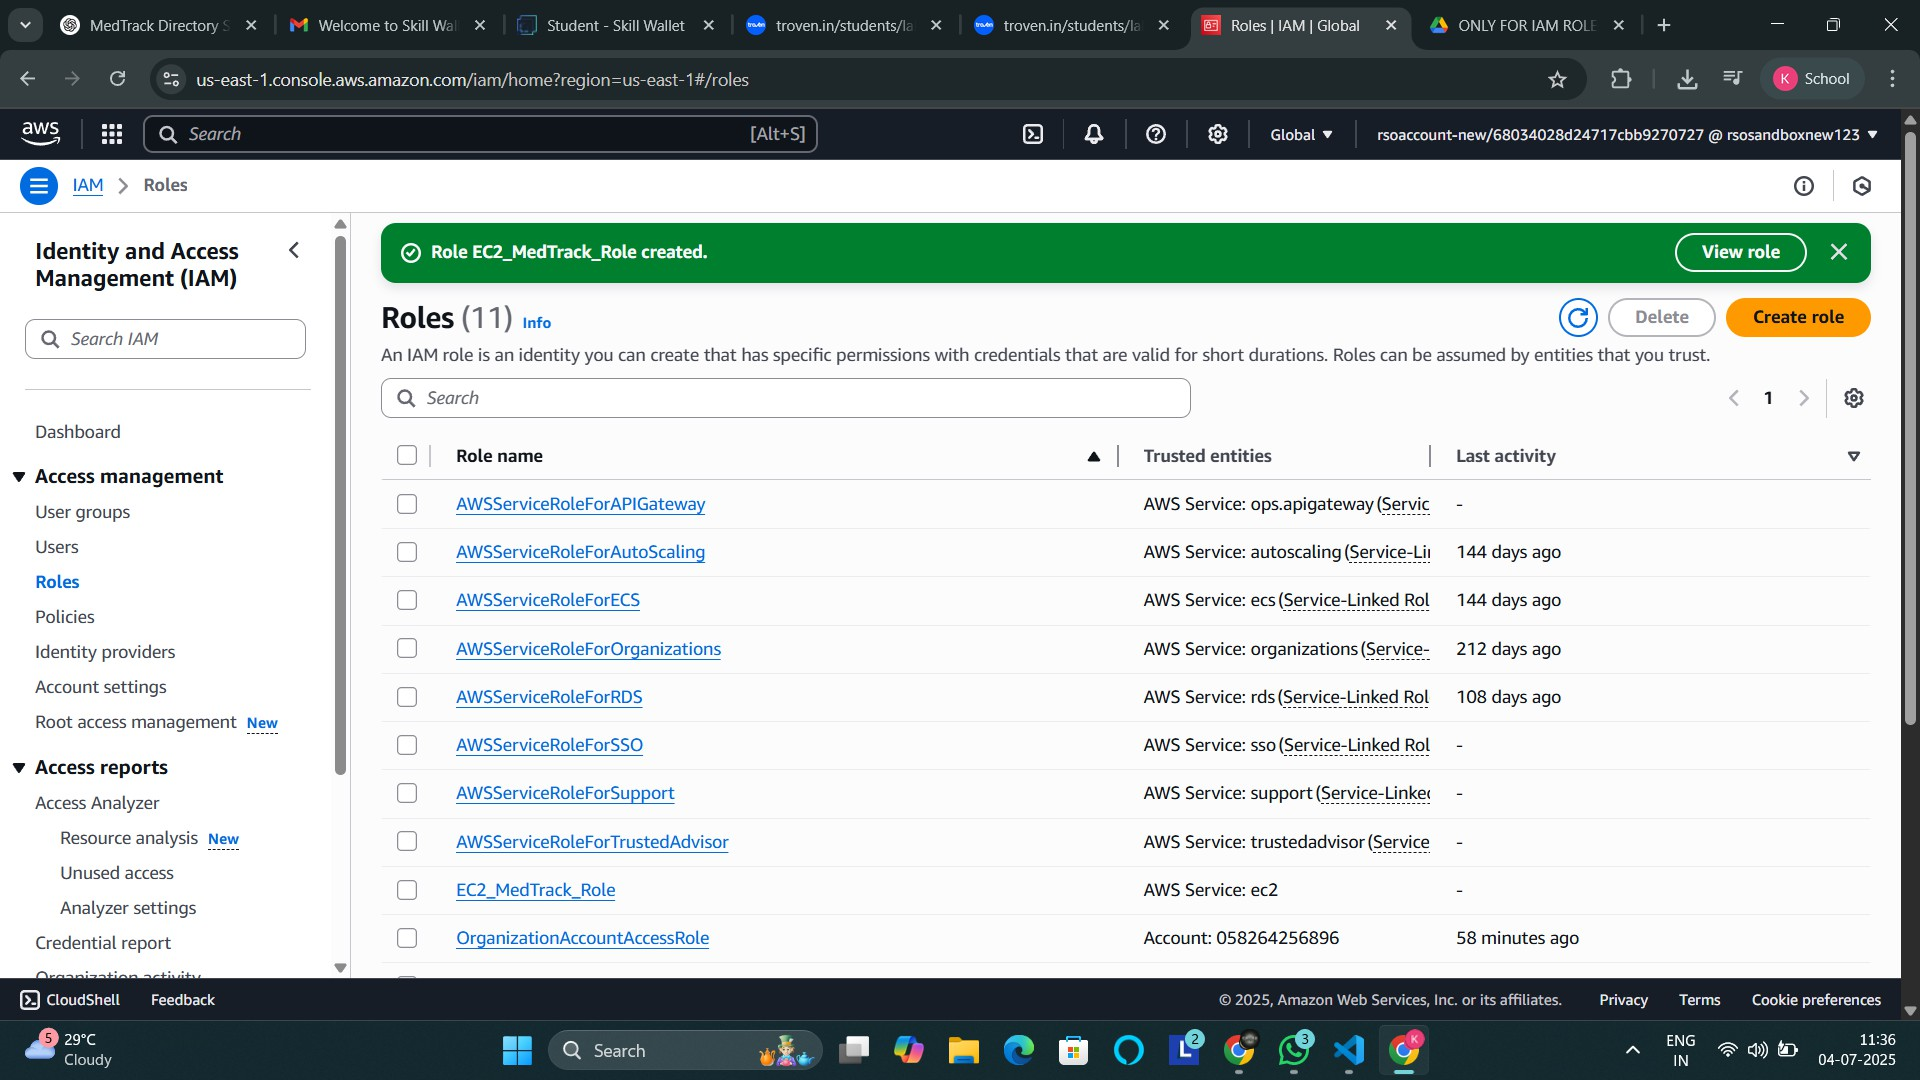 MedTrack Directory S
Welcome to Skill Wal
Student - Skill Wallet
troven.in/students/la
troven.in/students/la
Roles | IAM | Global
ONLY FOR IAM ROLE
us-east-1.console.aws.amazon.com/iam/home?region=us-east-1#/roles
K School
aws
Search [Alt+S]
Global
rsoaccount-new/68034028d24717cbb9270727 @ rsosandboxnew123
IAM > Roles
Identity and Access
Management (IAM)
Search IAM
Dashboard
Access management
User groups
Users
Roles
Policies
Identity providers
Account settings
Root access management New
Access reports
Access Analyzer
Resource analysis New
Unused access
Analyzer settings
Credential report
Organization activity
Role EC2_MedTrack_Role created.
View role
Roles (11) Info
Delete
Create role
An IAM role is an identity you can create that has specific permissions with credentials that are valid for short durations. Roles can be assumed by entities that you trust.
Search
1
Role name Trusted entities Last activity
AWSServiceRoleForAPIGateway AWS Service: ops.apigateway (Servic -
AWSServiceRoleForAutoScaling AWS Service: autoscaling (Service-Li 144 days ago
AWSServiceRoleForECS AWS Service: ecs (Service-Linked Rol 144 days ago
AWSServiceRoleForOrganizations AWS Service: organizations (Service- 212 days ago
AWSServiceRoleForRDS AWS Service: rds (Service-Linked Rol 108 days ago
AWSServiceRoleForSSO AWS Service: sso (Service-Linked Rol -
AWSServiceRoleForSupport AWS Service: support (Service-Linked -
AWSServiceRoleForTrustedAdvisor AWS Service: trustedadvisor (Service -
EC2_MedTrack_Role AWS Service: ec2 -
OrganizationAccountAccessRole Account: 058264256896 58 minutes ago
CloudShell Feedback
© 2025, Amazon Web Services, Inc. or its affiliates. Privacy Terms Cookie preferences
5
29°C
Cloudy
Search
2
3
K
ENG
IN
11:36
04-07-2025